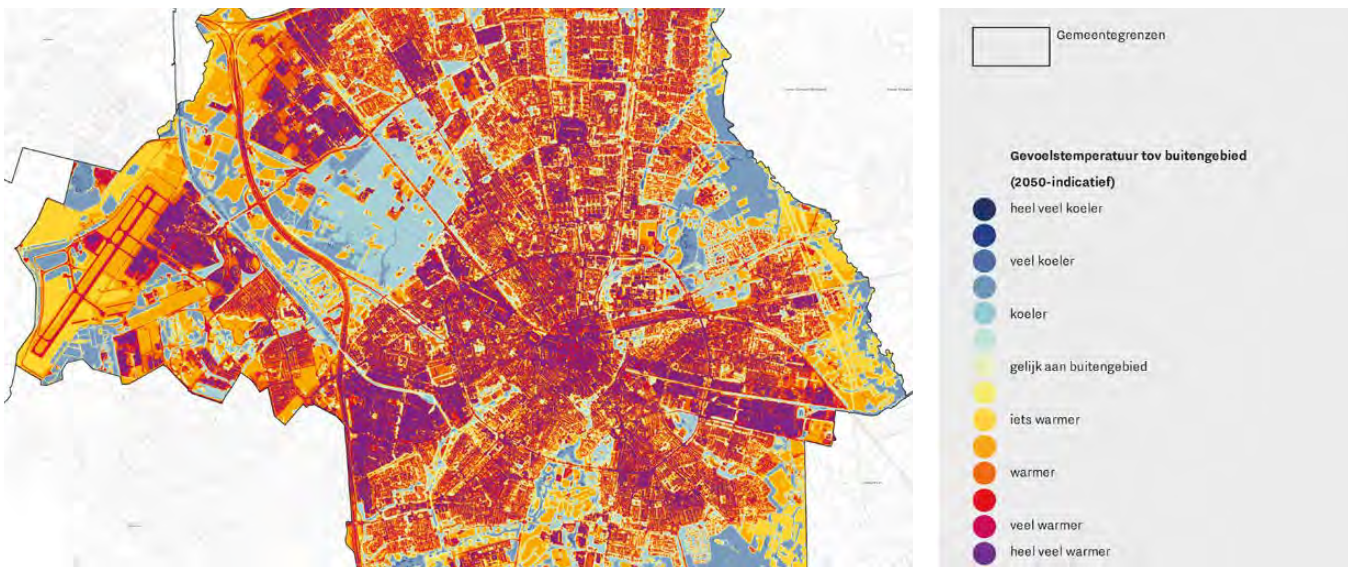 Gemeentegrenzen
Gevoelstemperatuur tov buitengebied
(2050-indicatief)
heel veel koeler
veel koeler
koeler
gelijk aan buitengebied
iets warmer
warmer
veel warmer
heel veel warmer